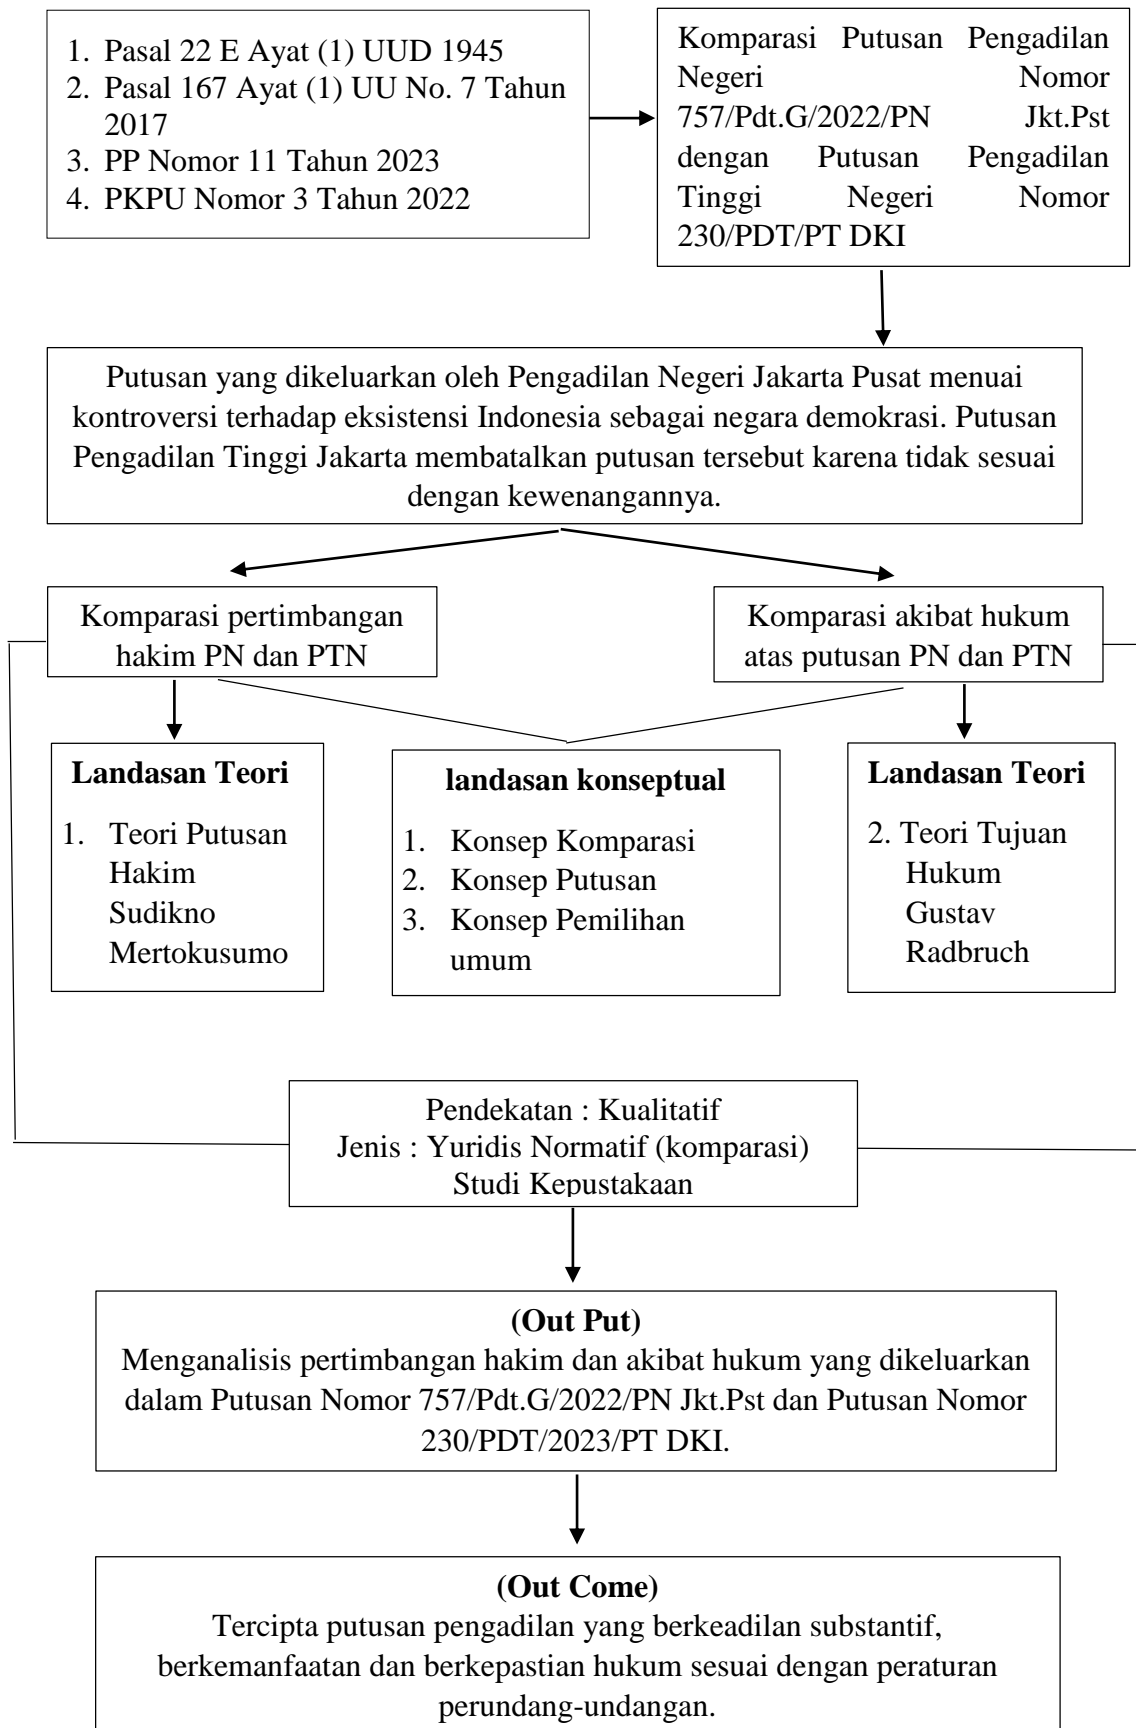 1. Pasal 22 E Ayat (1) UUD 1945
2. Pasal 167 Ayat (1) UU No. 7 Tahun
2017
3. PP Nomor 11 Tahun 2023
4. PKPU Nomor 3 Tahun 2022
Komparasi Putusan Pengadilan
Negeri Nomor
757/Pdt.G/2022/PN Jkt.Pst
dengan Putusan Pengadilan
Tinggi Negeri Nomor
230/PDT/PT DKI
Putusan yang dikeluarkan oleh Pengadilan Negeri Jakarta Pusat menuai
kontroversi terhadap eksistensi Indonesia sebagai negara demokrasi. Putusan
Pengadilan Tinggi Jakarta membatalkan putusan tersebut karena tidak sesuai
dengan kewenangannya.
Komparasi pertimbangan
hakim PN dan PTN
Komparasi akibat hukum
atas putusan PN dan PTN
Landasan Teori
1. Teori Putusan
Hakim
Sudikno
Mertokusumo
landasan konseptual
1. Konsep Komparasi
2. Konsep Putusan
3. Konsep Pemilihan
umum
Landasan Teori
2. Teori Tujuan
Hukum
Gustav
Radbruch
Pendekatan : Kualitatif
Jenis : Yuridis Normatif (komparasi)
Studi Kepustakaan
(Out Put)
Menganalisis pertimbangan hakim dan akibat hukum yang dikeluarkan
dalam Putusan Nomor 757/Pdt.G/2022/PN Jkt.Pst dan Putusan Nomor
230/PDT/2023/PT DKI.
(Out Come)
Tercipta putusan pengadilan yang berkeadilan substantif,
berkemanfaatan dan berkepastian hukum sesuai dengan peraturan
perundang-undangan.